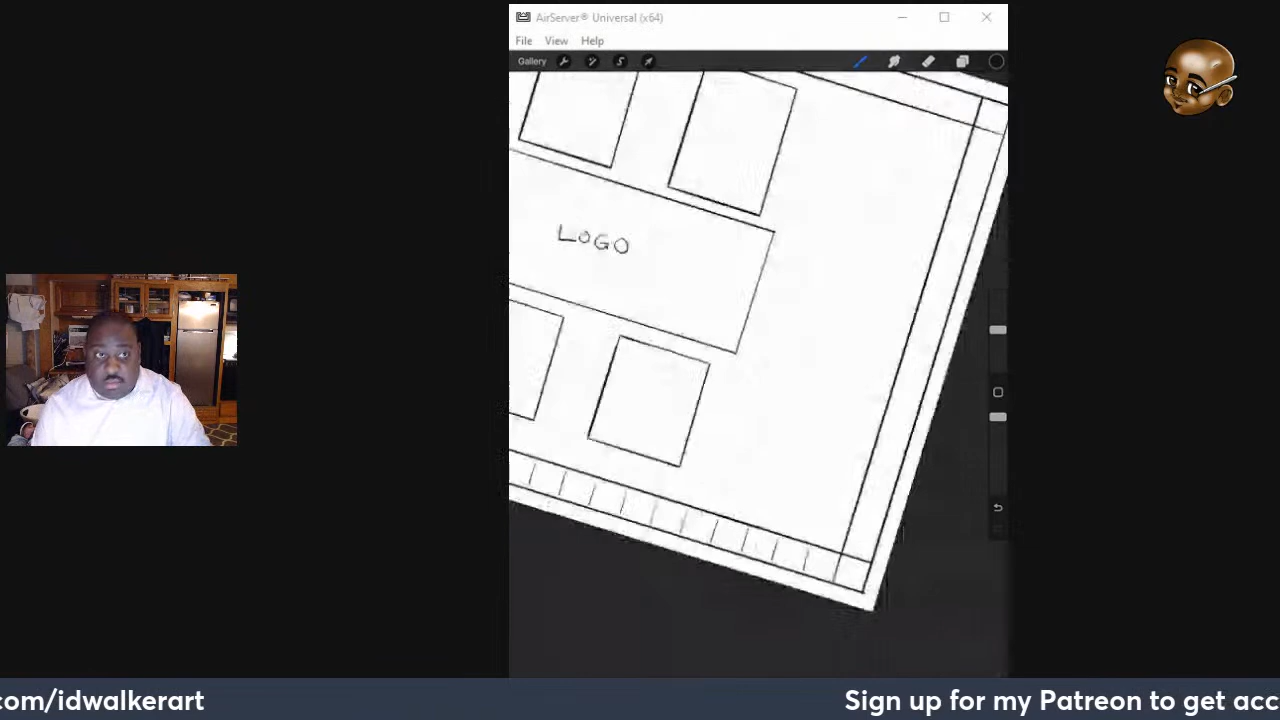 AirServer® Universal (x64)
File View Help
Gallery
LOGO
com/idwalkerart
Sign up for my Patreon to get acc